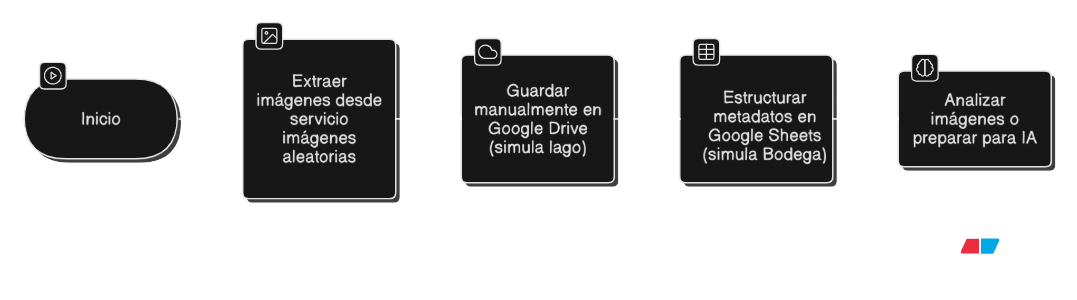 Inicio
Extraer
imágenes desde
servicio
imágenes
aleatorias
Guardar
manualmente en
Google Drive
(simula lago)
Estructurar
metadatos en
Google Sheets
(simula Bodega)
Analizar
imágenes o
preparar para IA